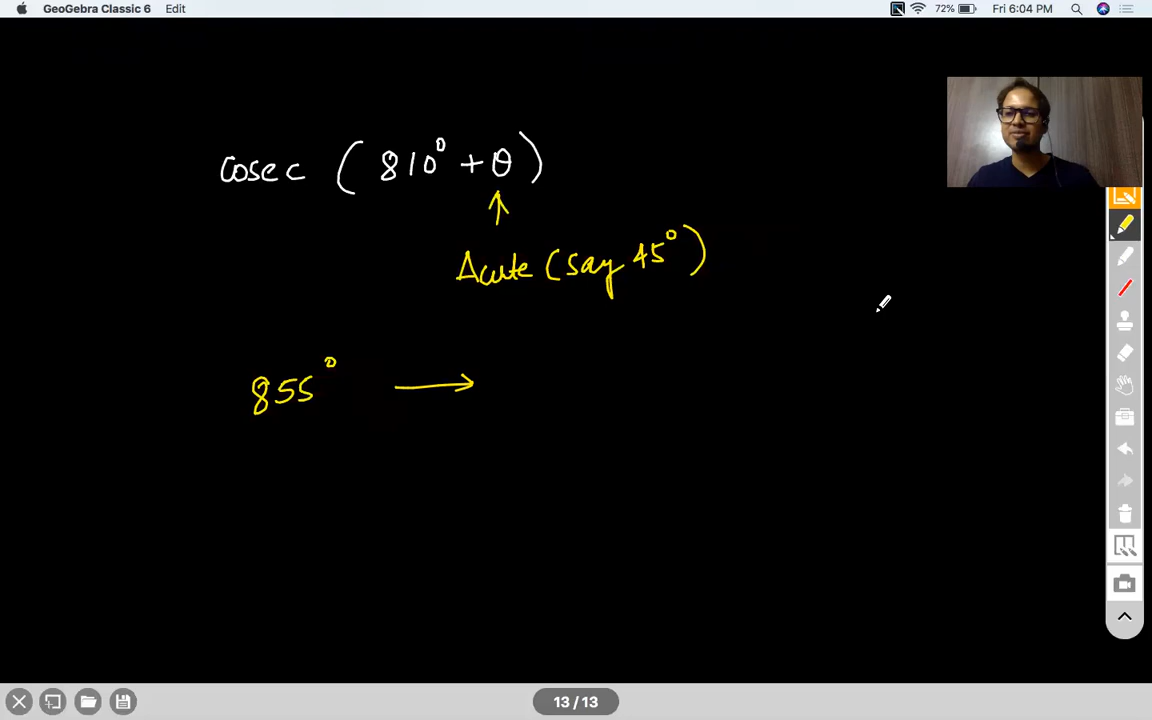 GeoGebra Classic 6 Edit 72% Fri 6:04 PM
cosec (810° + θ)
Acute (say 45°)
855° →
13 / 13